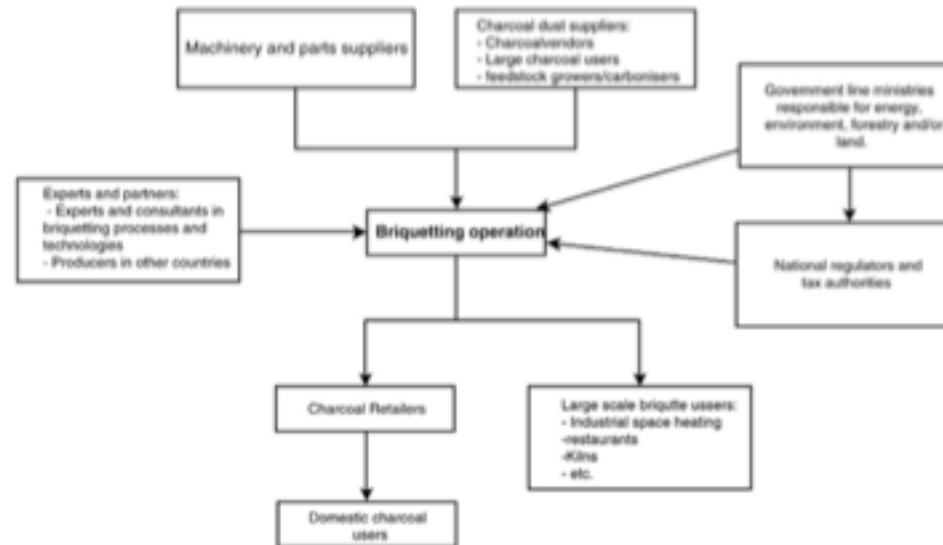 Machinery and parts suppliers
Charcoal dust suppliers:
- Charcoalvendors
- Large charcoal users
- feedstock growers/carbonisers
Government line ministries
responsible for energy,
environment, forestry and/or
land.
Experts and partners:
- Experts and consultants in
briquetting processes and
technologies
- Producers in other countries
Briquetting operation
National regulators and
tax authorities
Charcoal Retailers
Large scale briqutte ussers:
- Industrial space heating
-restaurants
-Kilns
- etc.
Domestic charcoal
users